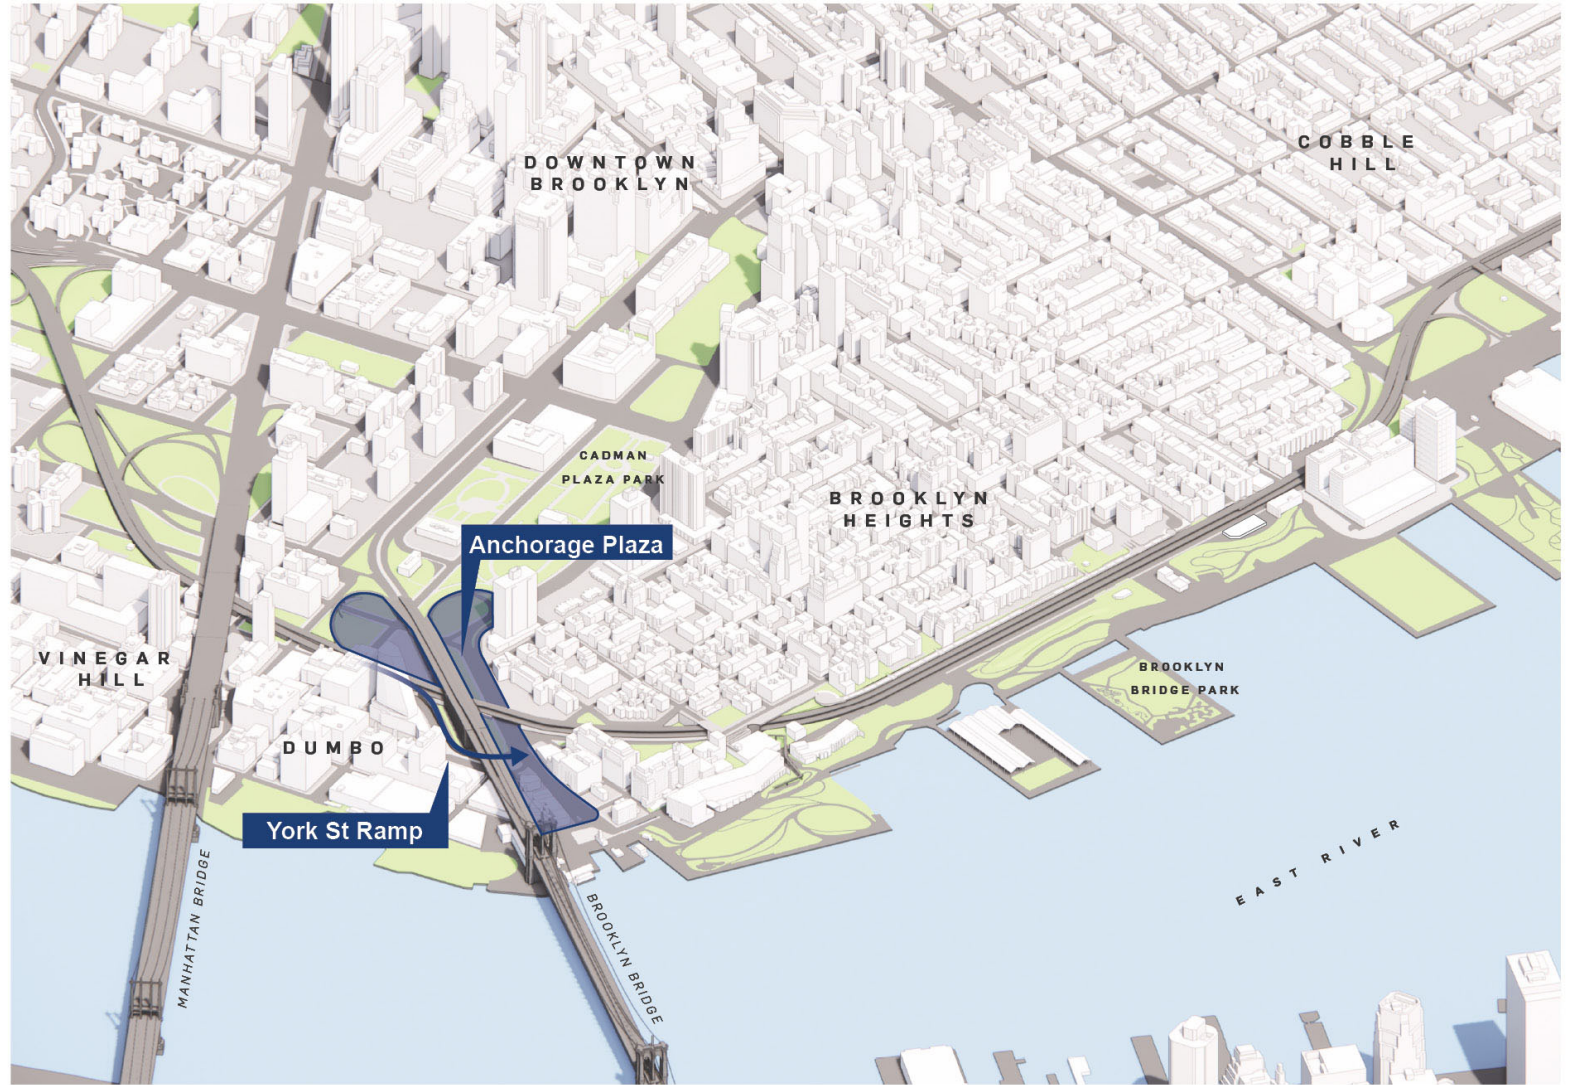 COBBLE
HILL
DOWNTOWN
BROOKLYN
CADMAN
PLAZA PARK
BROOKLYN
HEIGHTS
Anchorage Plaza
VINEGAR
HILL
BROOKLYN
BRIDGE PARK
DUMBO
York St Ramp
EAST RIVER
MANHATTAN BRIDGE
BROOKLYN BRIDGE